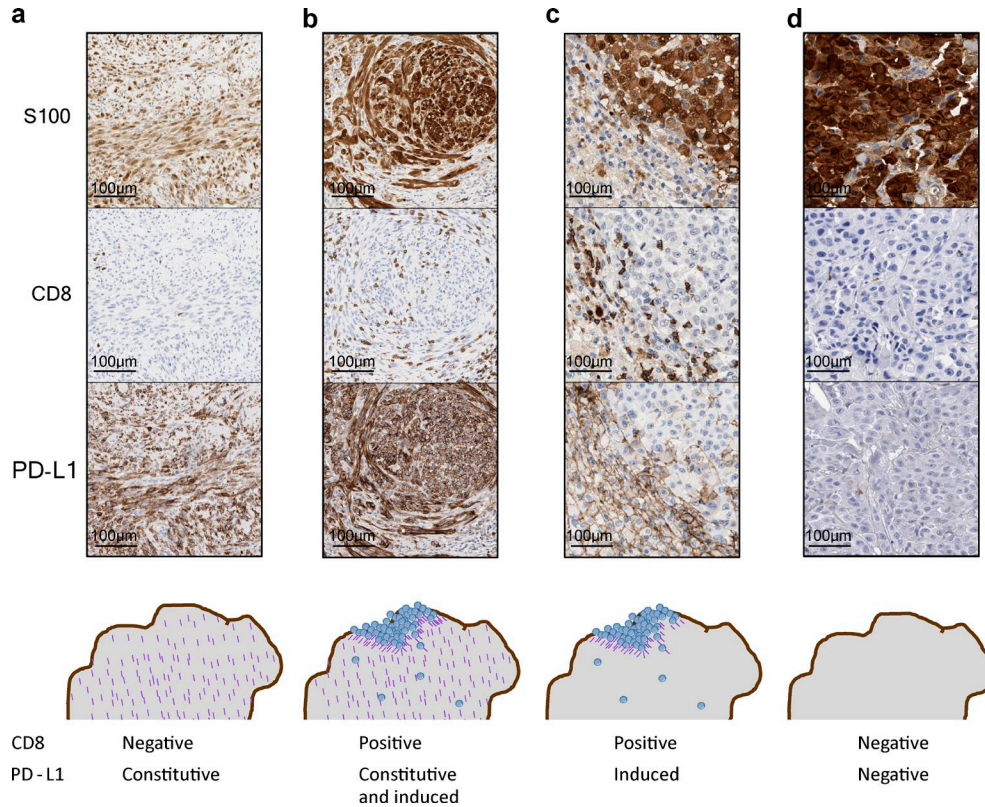 a b c d
S100
100µm 100µm 100µm 100µm
CD8
100µm 100µm 100µm 100µm
PD-L1
100µm 100µm 100µm 100µm
CD8 Negative Positive Positive Negative
PD - L1 Constitutive Constitutive Induced Negative
and induced